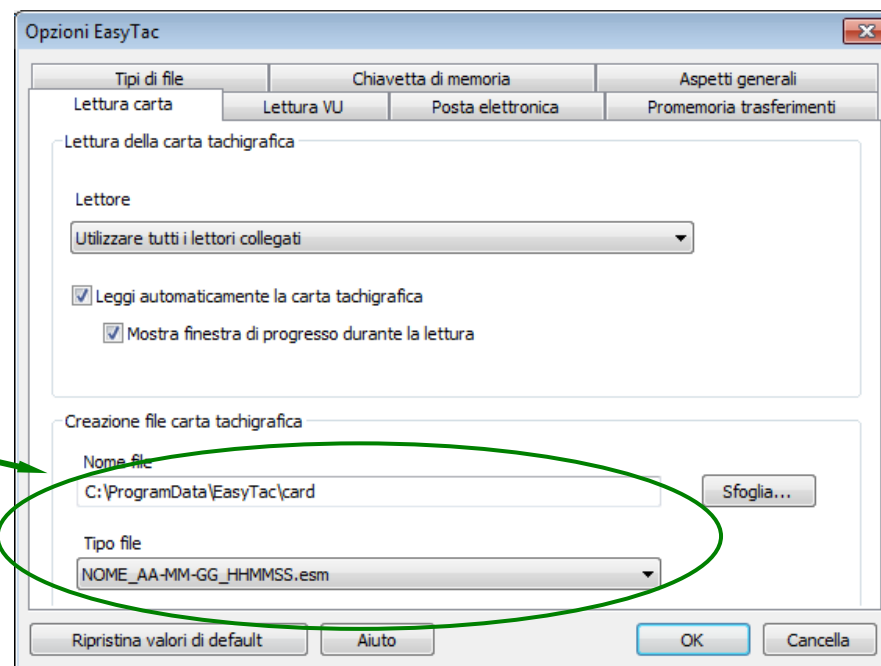 Opzioni EasyTac
Tipi di file
Chiavetta di memoria
Aspetti generali
Lettura carta
Lettura VU
Posta elettronica
Promemoria trasferimenti
Lettura della carta tachigrafica
Lettore
Utilizzare tutti i lettori collegati
Leggi automaticamente la carta tachigrafica
Mostra finestra di progresso durante la lettura
Creazione file carta tachigrafica
Nome file
C:\ProgramData\EasyTac\card
Sfoglia...
Tipo file
NOME_AA-MM-GG_HHMMSS.esm
Ripristina valori di default
Aiuto
OK
Cancella